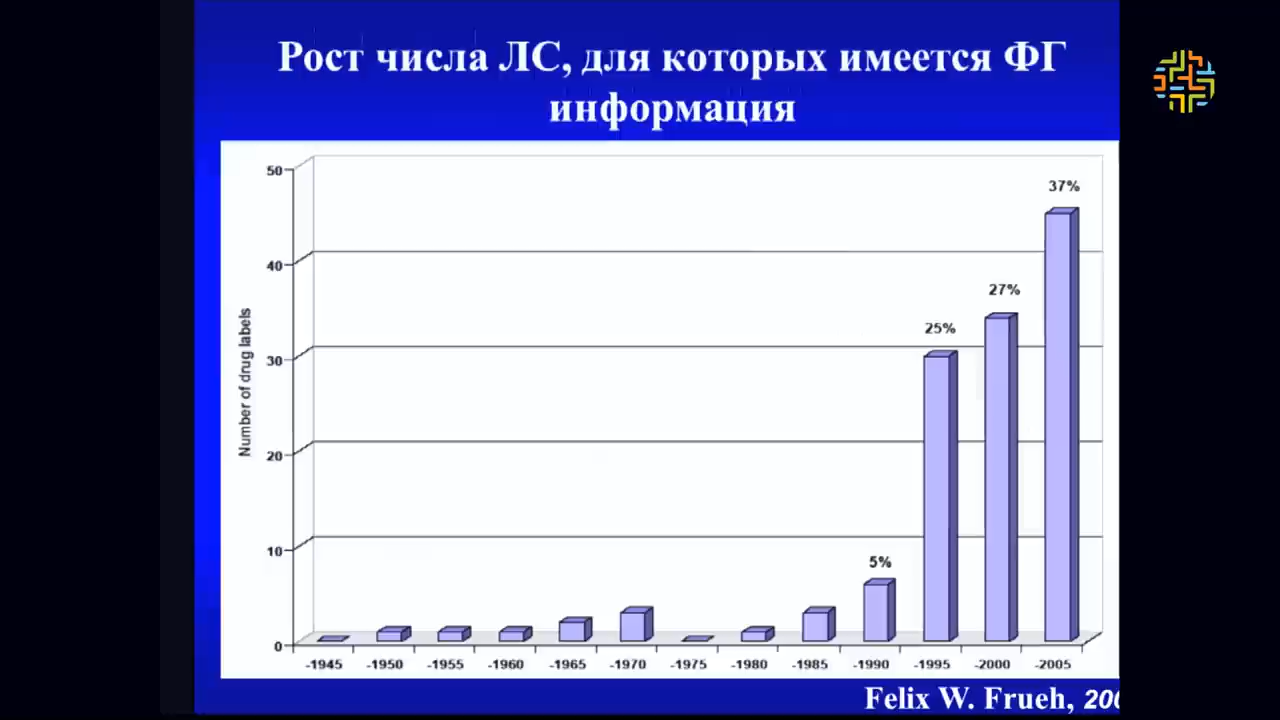 Рост числа ЛС, для которых имеется ФГ
информация
50
40
30
20
10
0
Number of drug labels
5%
25%
27%
37%
-1945 -1950 -1955 -1960 -1965 -1970 -1975 -1980 -1985 -1990 -1995 -2000 -2005
Felix W. Frueh,